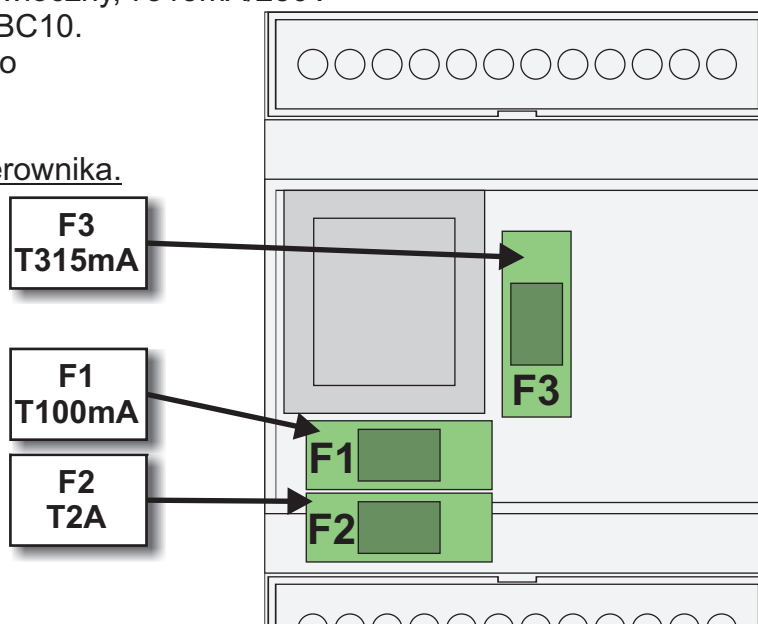 BC10.
o
erownika.
F3
T315mA
F1
T100mA
F2
T2A
F3
F1
F2